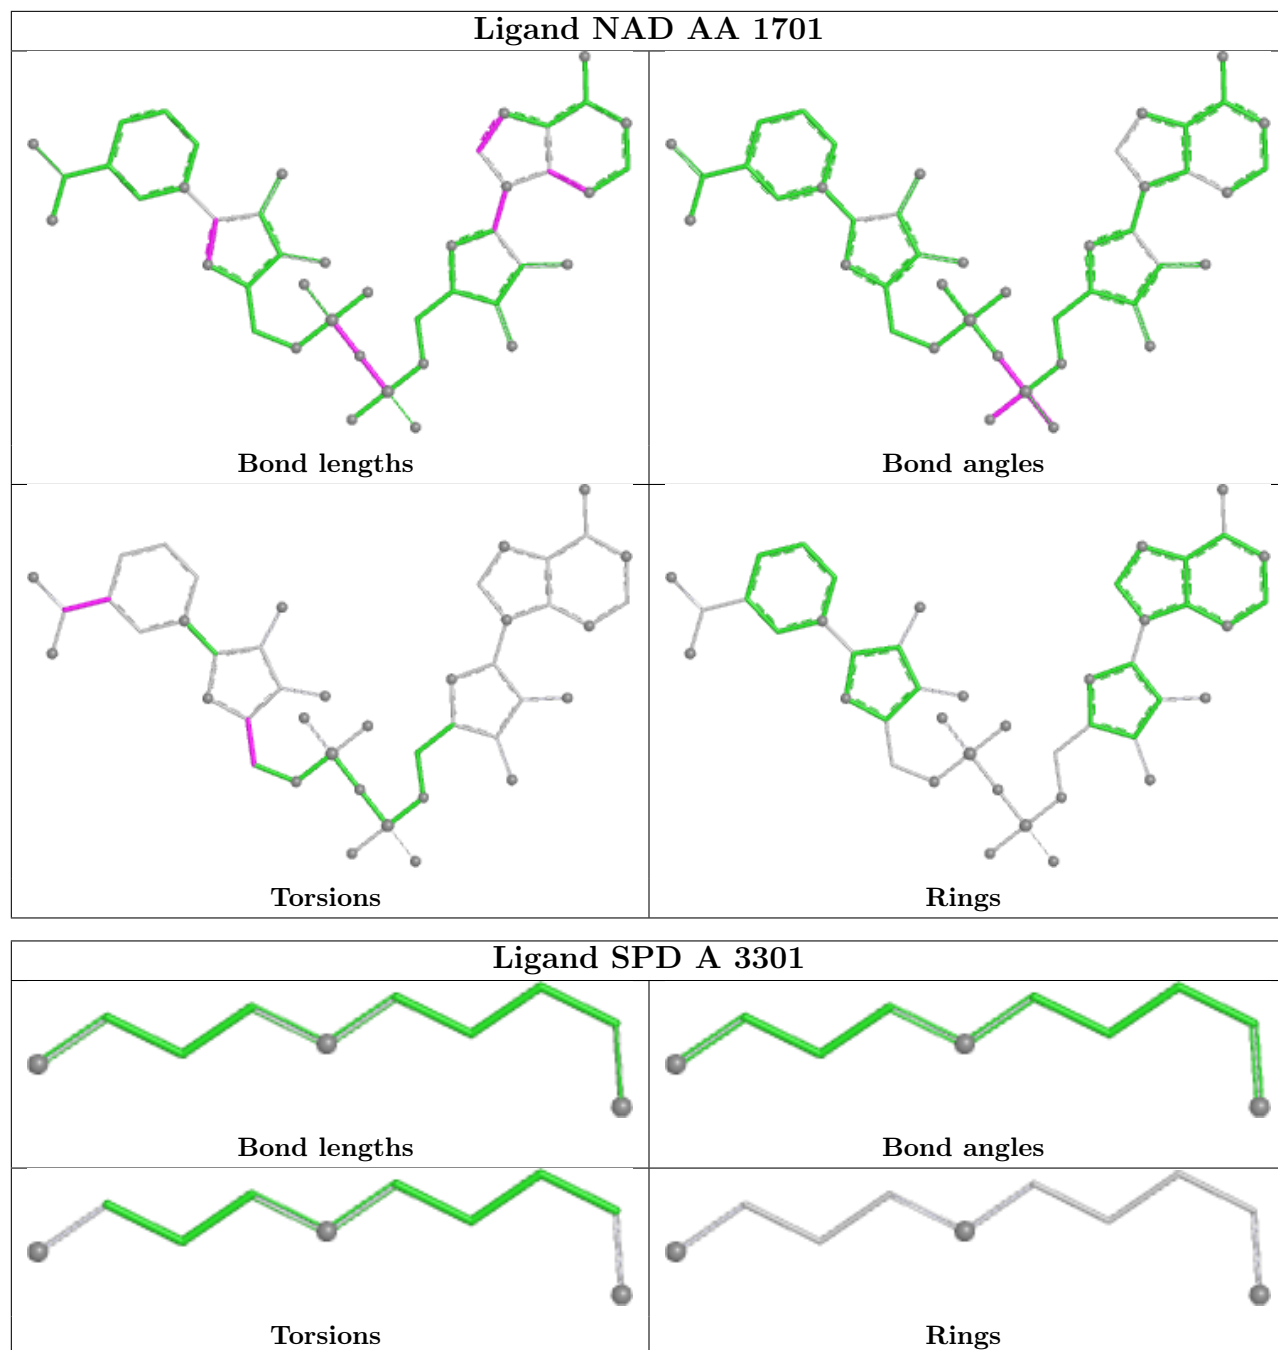 Ligand NAD AA 1701
Bond lengths
Bond angles
Torsions
Rings
Ligand SPD A 3301
Bond lengths
Bond angles
Torsions
Rings